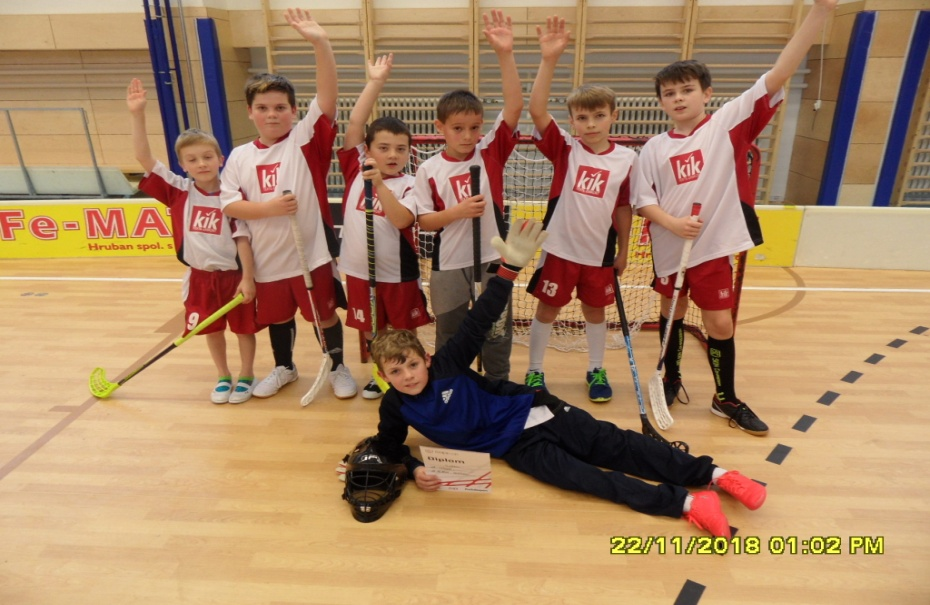 kik
kik
kik
kik
kik
Fe-MA
Hruban spol. s
9
14
13
Diplom
22/11/2018 01:02 PM